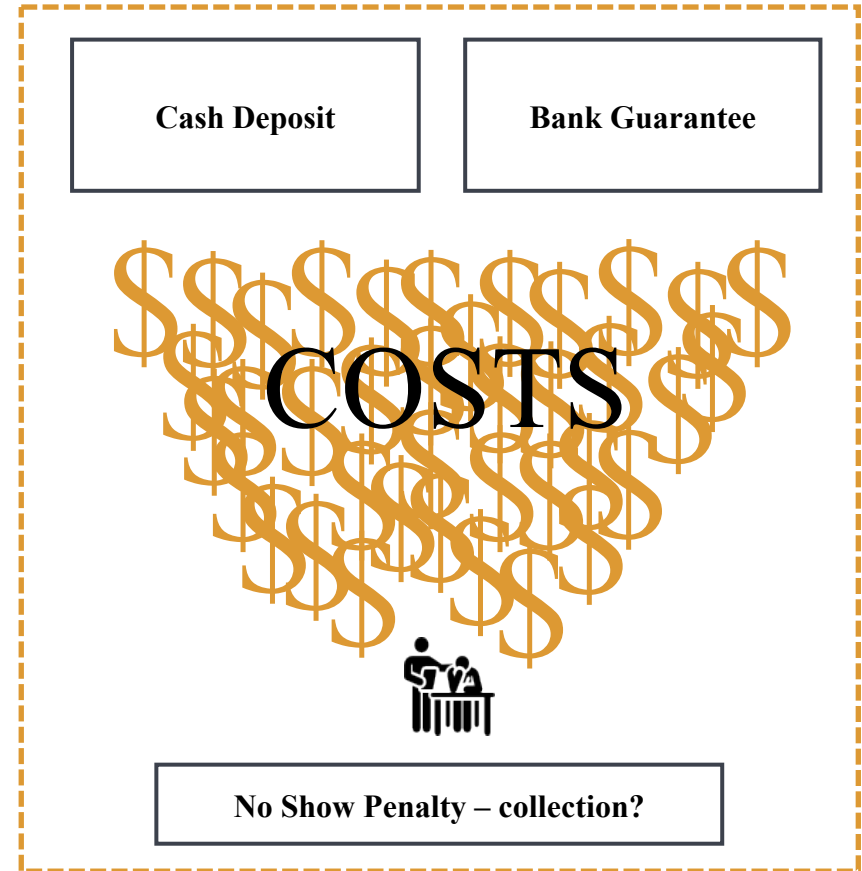 Cash Deposit
Bank Guarantee
COSTS
No Show Penalty – collection?